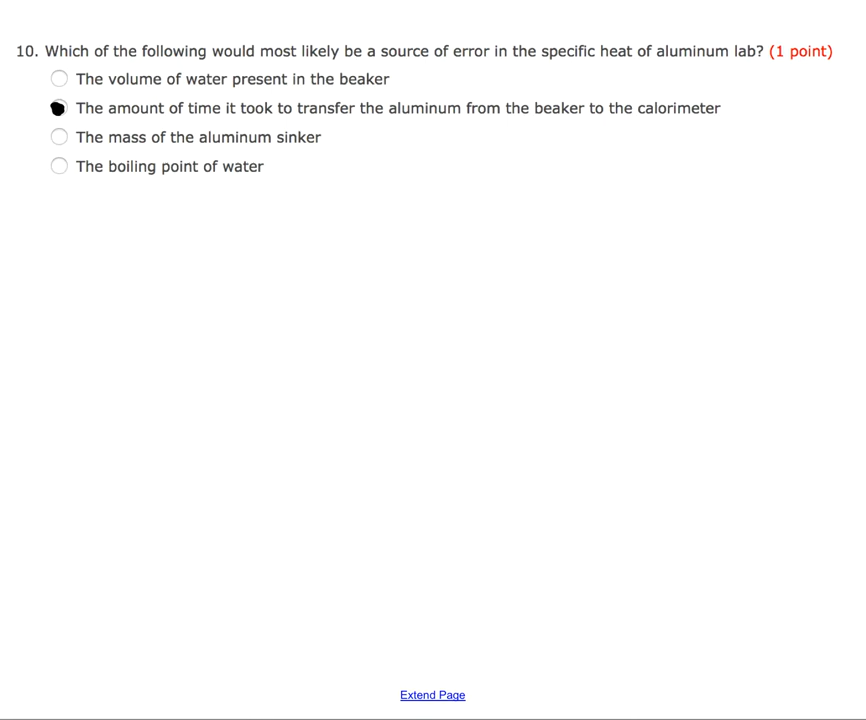 10. Which of the following would most likely be a source of error in the specific heat of aluminum lab? (1 point)
The volume of water present in the beaker
The amount of time it took to transfer the aluminum from the beaker to the calorimeter
The mass of the aluminum sinker
The boiling point of water
Extend Page